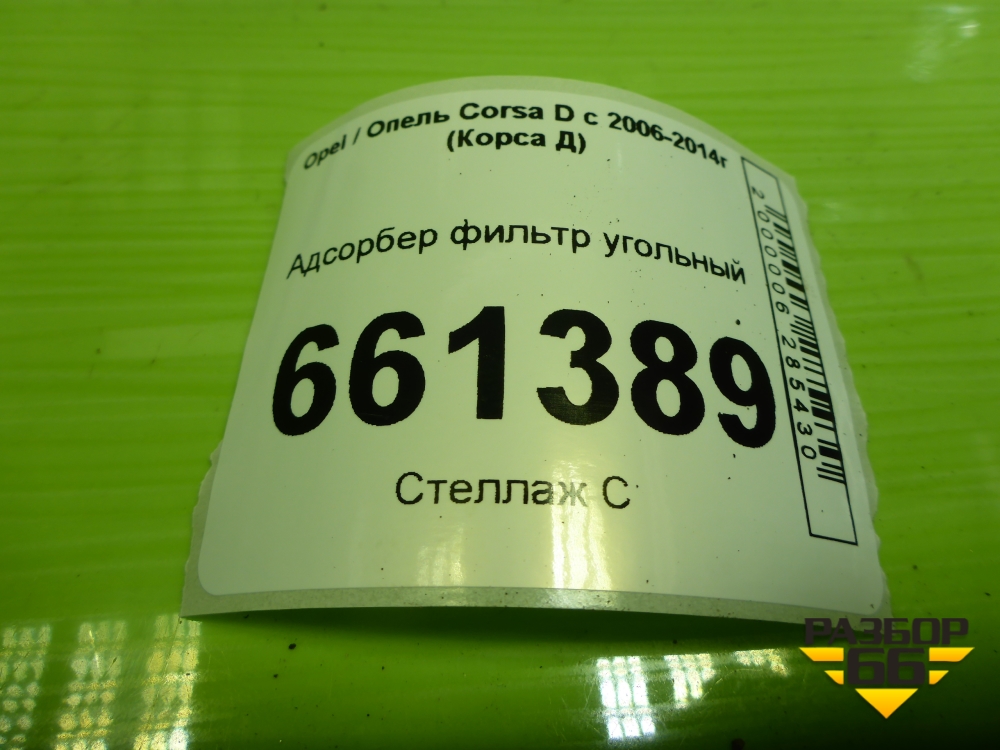 Opel / Опель Corsa D с 2006-2014г
(Корса Д)
Адсорбер фильтр угольный
661389
Стеллаж С
2000006285430
РАЗБОР
66